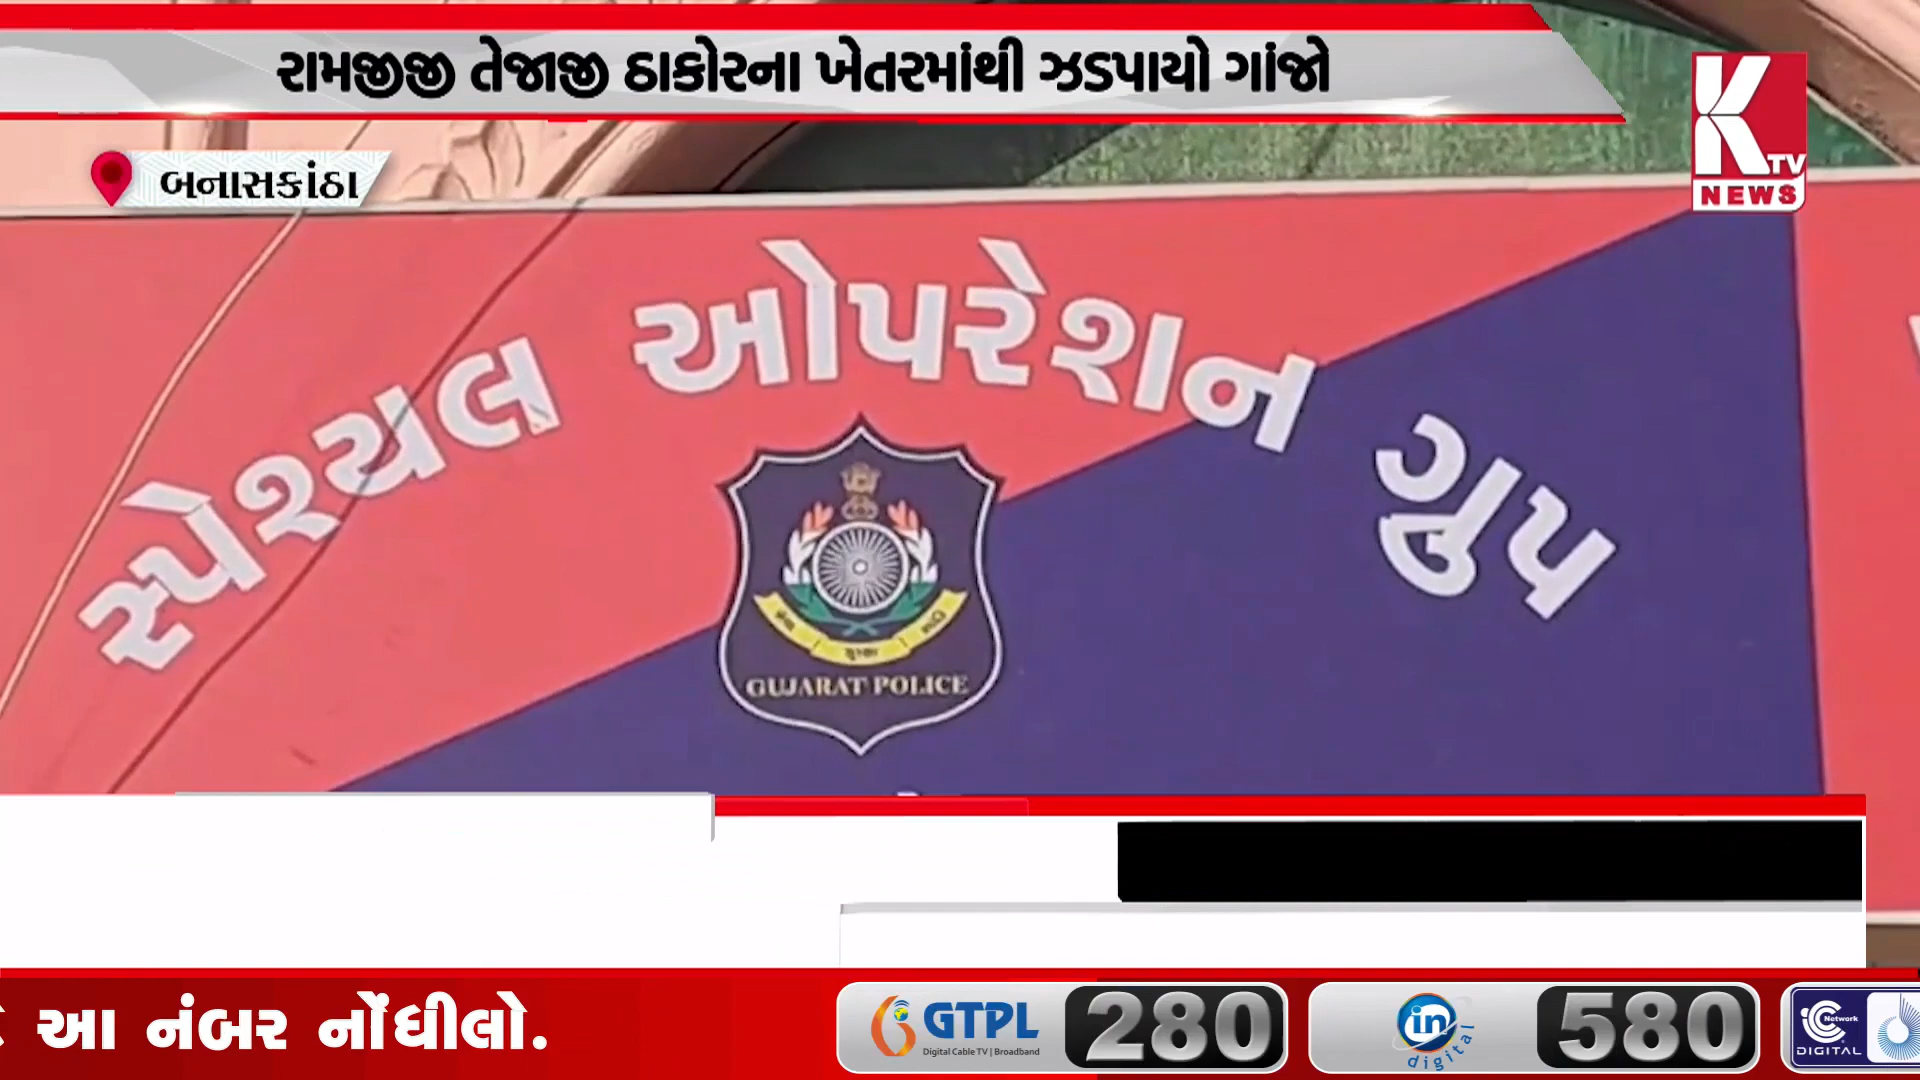 રામજીજી તેજાજી ઠાકોરના ખેતરમાંથી ઝડપાયો ગાંજો
બનાસકાંઠા
K TV
NEWS
સ્પેશ્યલ ઓપરેશન ગ્રુપ
GUJARAT POLICE
આ નંબર નોંધીલો.
GTPL
Digital Cable TV | Broadband
280
in
digital
580
CC Network
DIGITAL